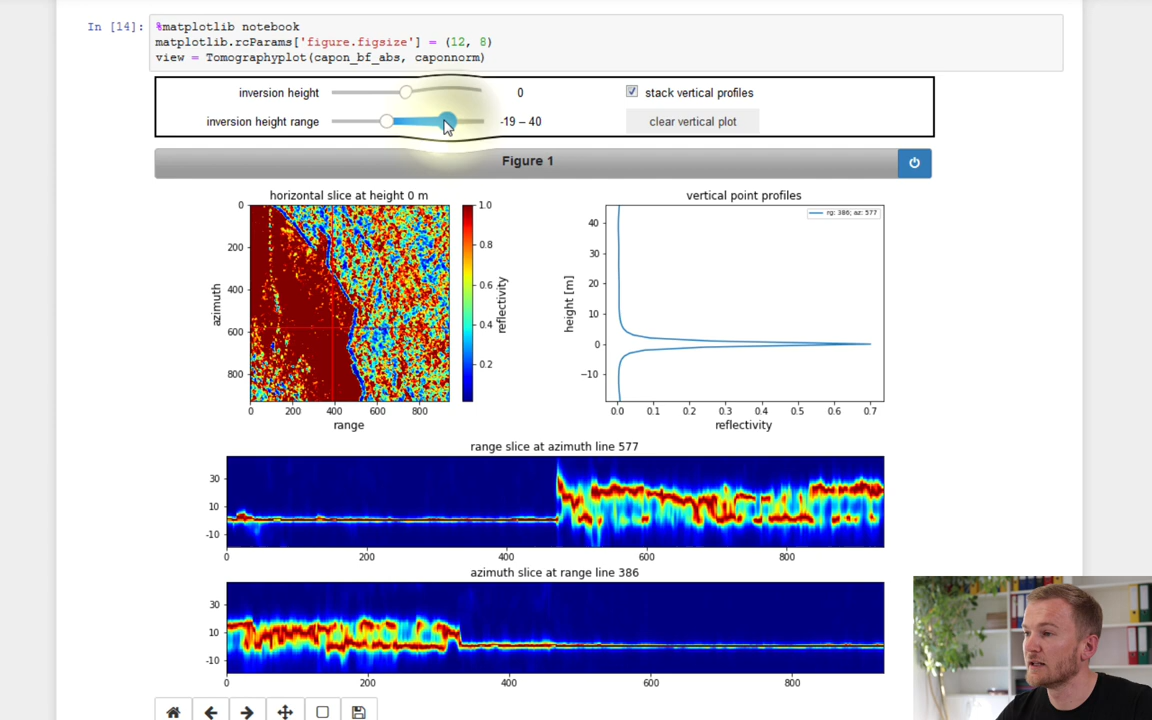 In [14]:
%matplotlib notebook
matplotlib.rcParams['figure.figsize'] = (12, 8)
view = Tomographyplot(capon_bf_abs, caponnorm)
inversion height 0 stack vertical profiles
inversion height range -19 – 40 clear vertical plot
Figure 1
horizontal slice at height 0 m
0
200
400
600
800
azimuth
0 200 400 600 800
range
1.0
0.8
0.6
0.4
0.2
reflectivity
vertical point profiles
rg: 386; az: 577
40
30
20
10
0
−10
height [m]
0.0 0.1 0.2 0.3 0.4 0.5 0.6 0.7
reflectivity
range slice at azimuth line 577
30
10
-10
0 200 400 600 800
azimuth slice at range line 386
30
10
-10
0 200 400 600 800